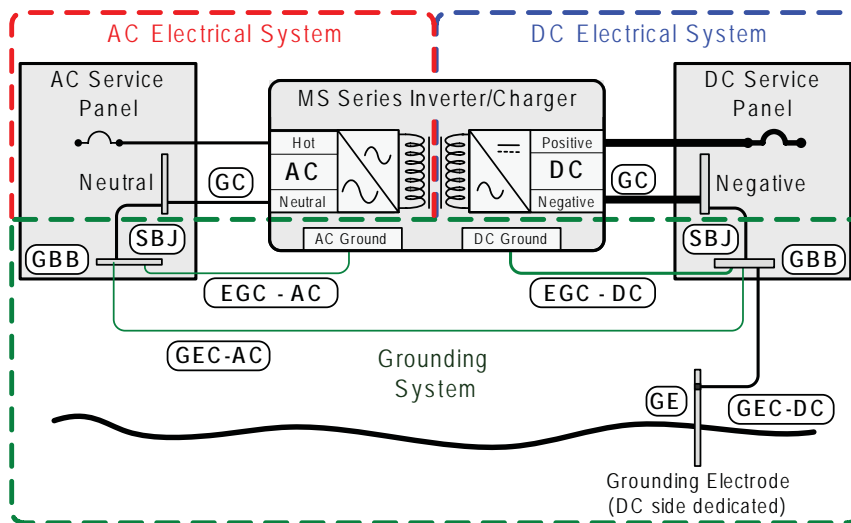 AC Electrical System
DC Electrical System
AC Service
Panel
MS Series Inverter/Charger
DC Service
Panel
Hot
AC
Neutral
Positive
DC
Negative
Neutral
GC
GC
Negative
SBJ
AC Ground
DC Ground
SBJ
GBB
GBB
EGC - AC
EGC - DC
GEC-AC
Grounding
System
GE
GEC-DC
Grounding Electrode
(DC side dedicated)